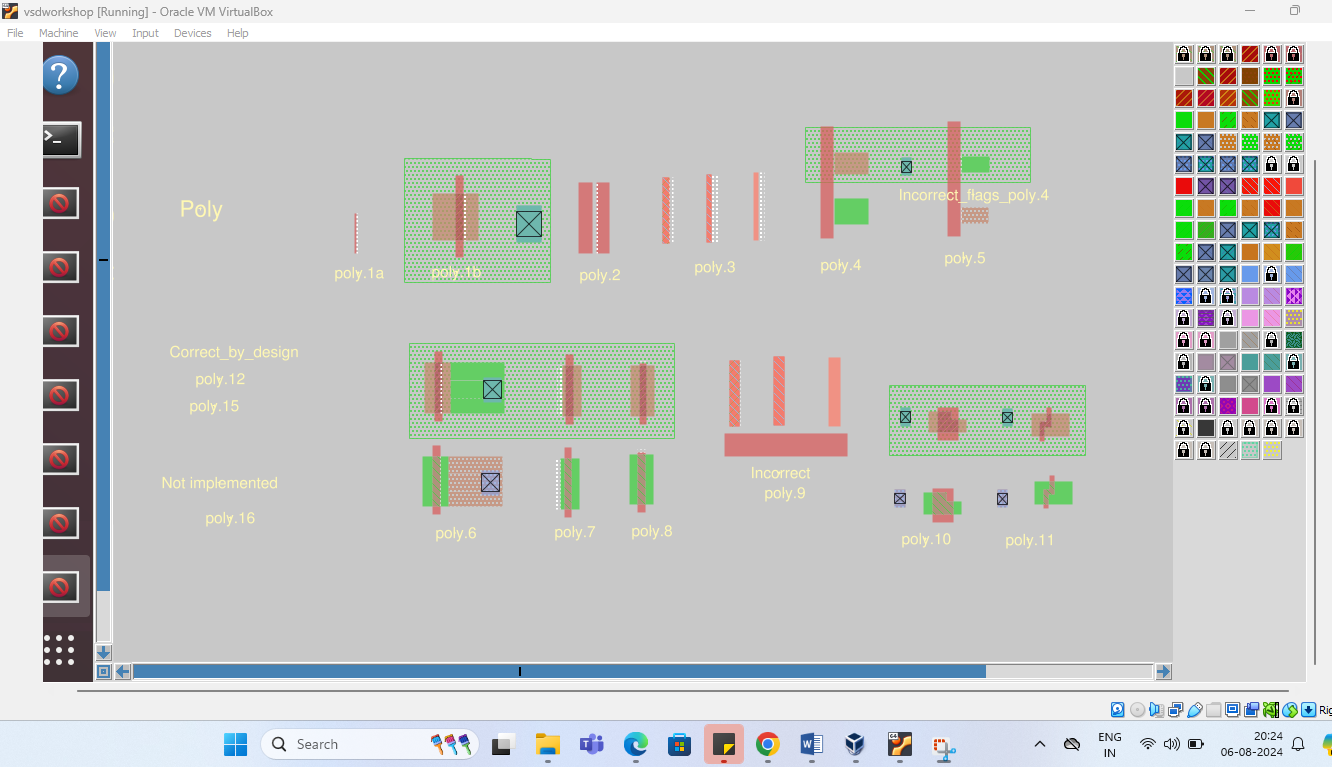 vsdworkshop [Running] - Oracle VM VirtualBox
File Machine View Input Devices Help
Poly
poly.1a
poly.1b
poly.2
poly.3
poly.4
Incorrect_flags_poly.4
poly.5
Correct_by_design
poly.12
poly.15
Not implemented
poly.16
poly.6
poly.7
poly.8
Incorrect
poly.9
poly.10
poly.11
Search
ENG
IN
20:24
06-08-2024